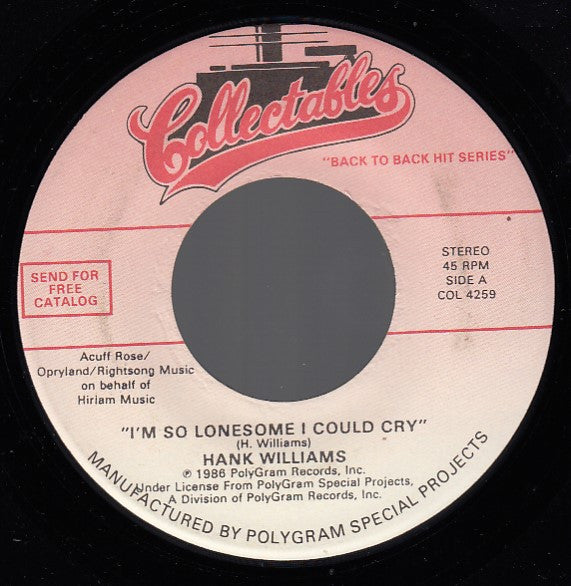 Collectables
"BACK TO BACK HIT SERIES"
STEREO
45 RPM
SIDE A
COL 4259
SEND FOR
FREE
CATALOG
Acuff Rose/
Opryland/Rightsong Music
on behalf of
Hiriam Music
"I'M SO LONESOME I COULD CRY"
(H. Williams)
HANK WILLIAMS
℗ 1986 PolyGram Records, Inc.
Under License From PolyGram Special Projects,
A Division of PolyGram Records, Inc.
MANUFACTURED BY POLYGRAM SPECIAL PROJECTS